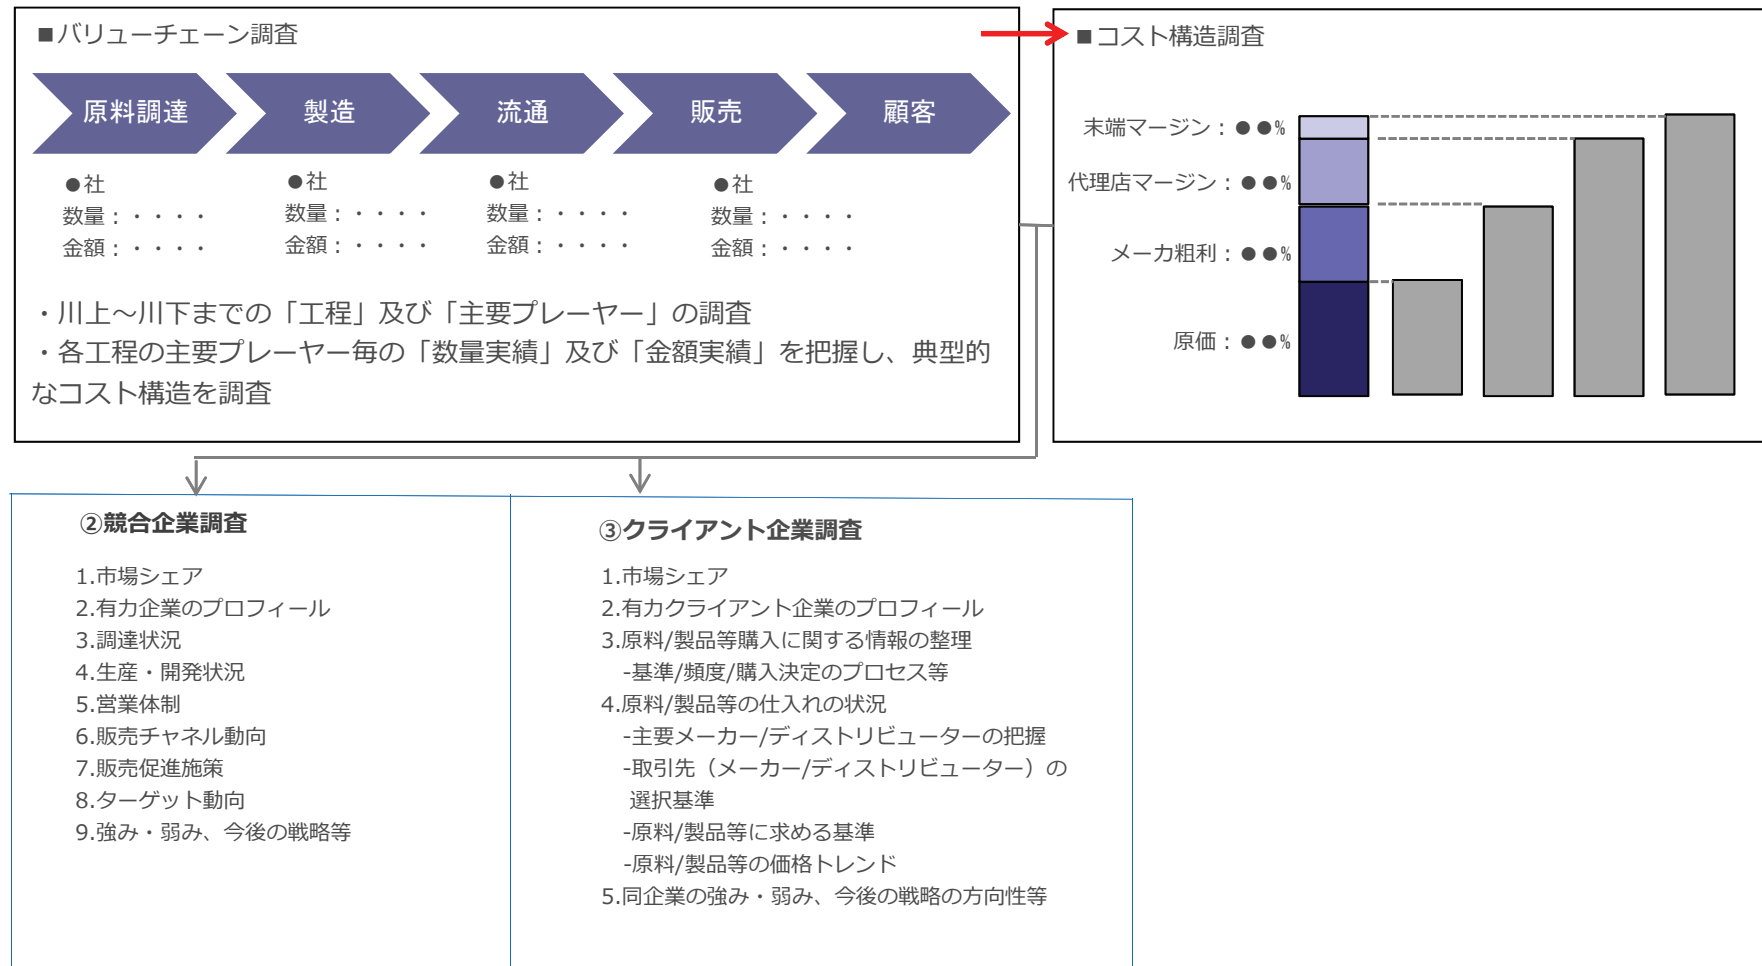 ■バリューチェーン調査
原料調達
製造
流通
販売
顧客
●社
数量：・・・・
金額：・・・・
●社
数量：・・・・
金額：・・・・
●社
数量：・・・・
金額：・・・・
●社
数量：・・・・
金額：・・・・
・川上～川下までの「工程」及び「主要プレーヤー」の調査
・各工程の主要プレーヤー毎の「数量実績」及び「金額実績」を把握し、典型的
なコスト構造を調査
■コスト構造調査
末端マージン：●●%
代理店マージン：●●%
メーカ粗利：●●%
原価：●●%
②競合企業調査
1.市場シェア
2.有力企業のプロフィール
3.調達状況
4.生産・開発状況
5.営業体制
6.販売チャネル動向
7.販売促進施策
8.ターゲット動向
9.強み・弱み、今後の戦略等
③クライアント企業調査
1.市場シェア
2.有力クライアント企業のプロフィール
3.原料/製品等購入に関する情報の整理
-基準/頻度/購入決定のプロセス等
4.原料/製品等の仕入れの状況
-主要メーカー/ディストリビューターの把握
-取引先（メーカー/ディストリビューター）の
選択基準
-原料/製品等に求める基準
-原料/製品等の価格トレンド
5.同企業の強み・弱み、今後の戦略の方向性等